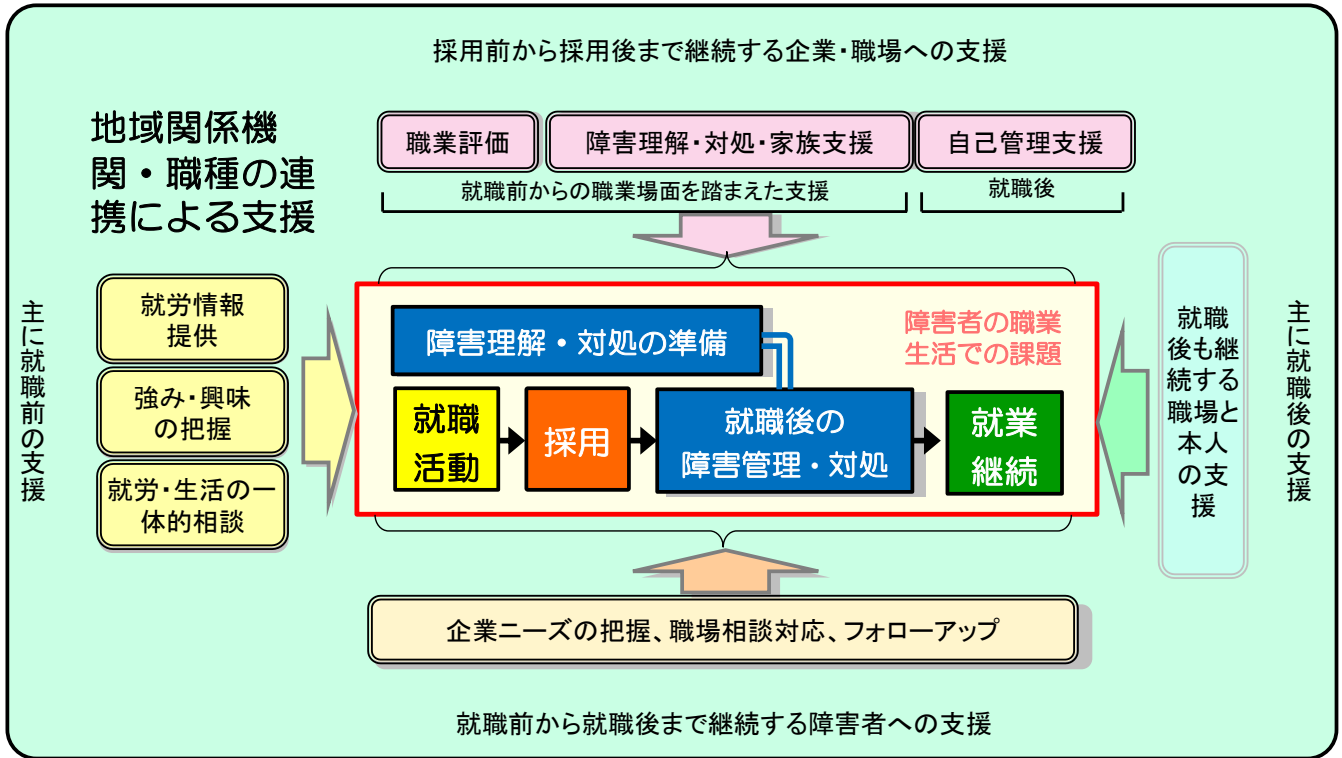 採用前から採用後まで継続する企業・職場への支援
地域関係機
関・職種の連
携による支援
職業評価
障害理解・対処・家族支援
自己管理支援
就職前からの職業場面を踏まえた支援
就職後
主に就職前の支援
就労情報
提供
強み・興味
の把握
就労・生活の一
体的相談
障害理解・対処の準備
障害者の職業
生活での課題
就職
活動
採用
就職後の
障害管理・対処
就業
継続
就職
後も継
続する
職場と
本人
の支
援
主に就職後の支援
企業ニーズの把握、職場相談対応、フォローアップ
就職前から就職後まで継続する障害者への支援